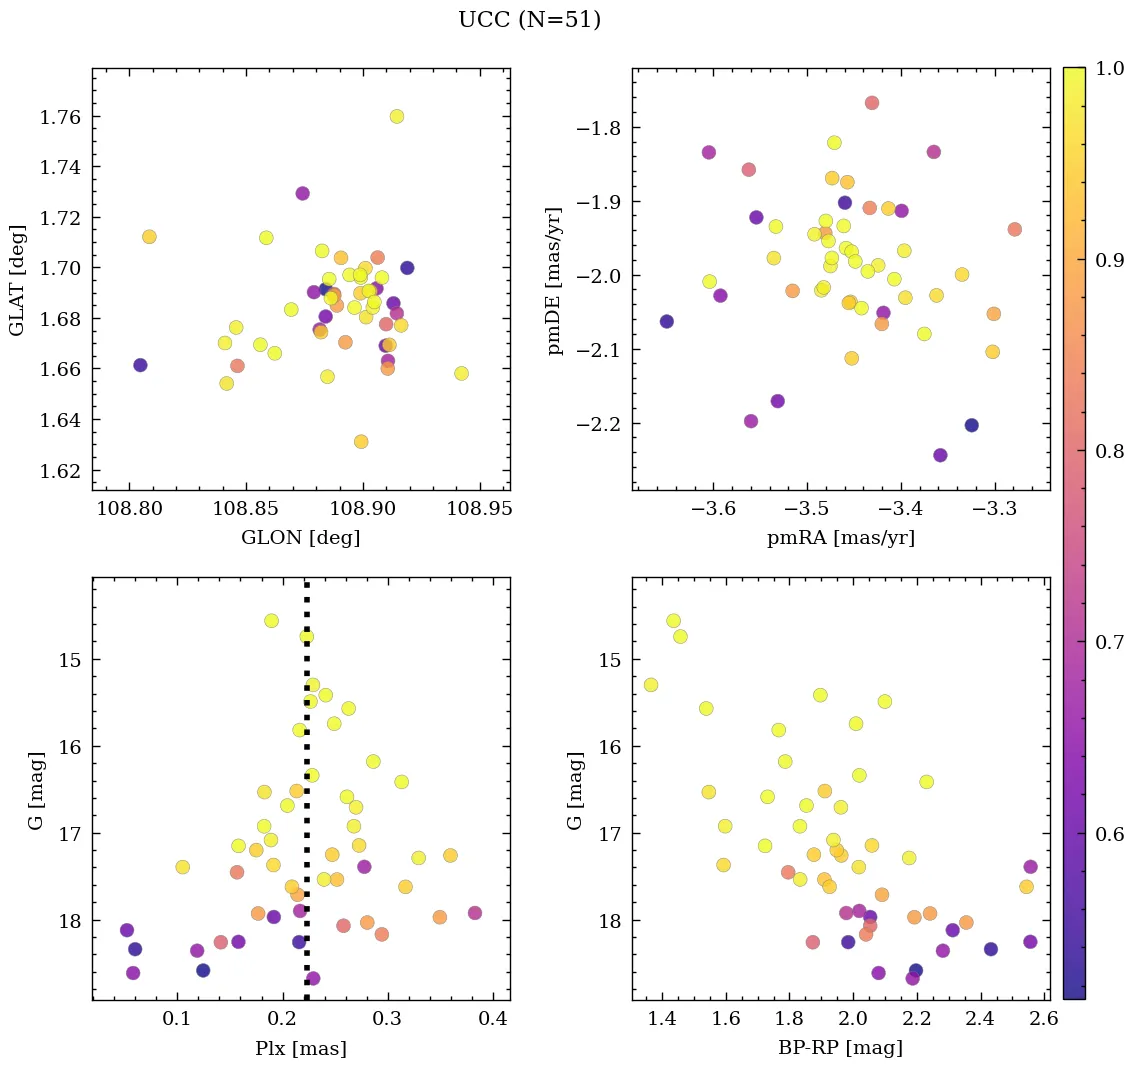 UCC (N=51)
1.76
1.74
1.72
1.70
1.68
1.66
1.64
1.62
GLAT [deg]
108.80 108.85 108.90 108.95
GLON [deg]
−1.8
−1.9
−2.0
−2.1
−2.2
pmDE [mas/yr]
−3.6 −3.5 −3.4 −3.3
pmRA [mas/yr]
1.0
0.9
0.8
0.7
0.6
15
16
17
18
G [mag]
0.1 0.2 0.3 0.4
Plx [mas]
15
16
17
18
G [mag]
1.4 1.6 1.8 2.0 2.2 2.4 2.6
BP-RP [mag]